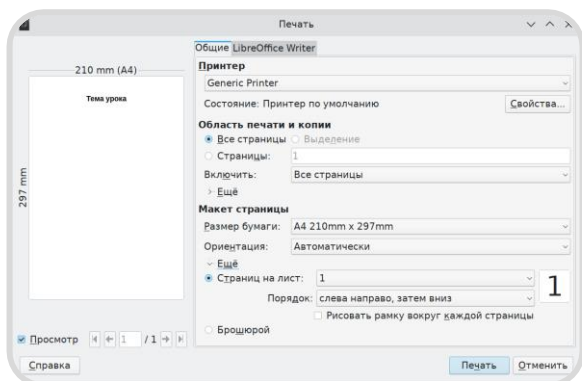 Печать
Общие LibreOffice Writer
210 mm (A4)
297 mm
Тема урока
Просмотр 1 / 1
Принтер
Generic Printer
Состояние: Принтер по умолчанию Свойства...
Область печати и копии
Все страницы Выделение
Страницы: 1
Включить: Все страницы
Ещё
Макет страницы
Размер бумаги: A4 210mm x 297mm
Ориентация: Автоматически
Ещё
Страниц на лист: 1
1
Порядок: слева направо, затем вниз
Рисовать рамку вокруг каждой страницы
Брошюрой
Справка Печать Отменить